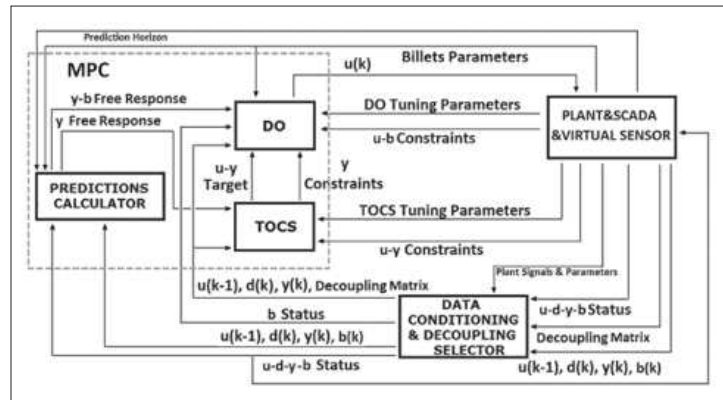 Prediction Horizon
Billets Parameters
MPC
u(k)
y-b Free Response
DO Tuning Parameters
y Free Response
DO
PLANT&SCADA
&VIRTUAL SENSOR
u-b Constraints
u-y
Target
y
Constraints
PREDICTIONS
CALCULATOR
TOCS
TOCS Tuning Parameters
u-y Constraints
Plant Signals & Parameters
u(k-1), d(k), y(k), Decoupling Matrix
b Status
DATA
CONDITIONING
& DECOUPLING
SELECTOR
u-d-y-b Status
u(k-1), d(k), y(k), b(k)
Decoupling Matrix
u-d-y-b Status
u(k-1), d(k), y(k), b(k)